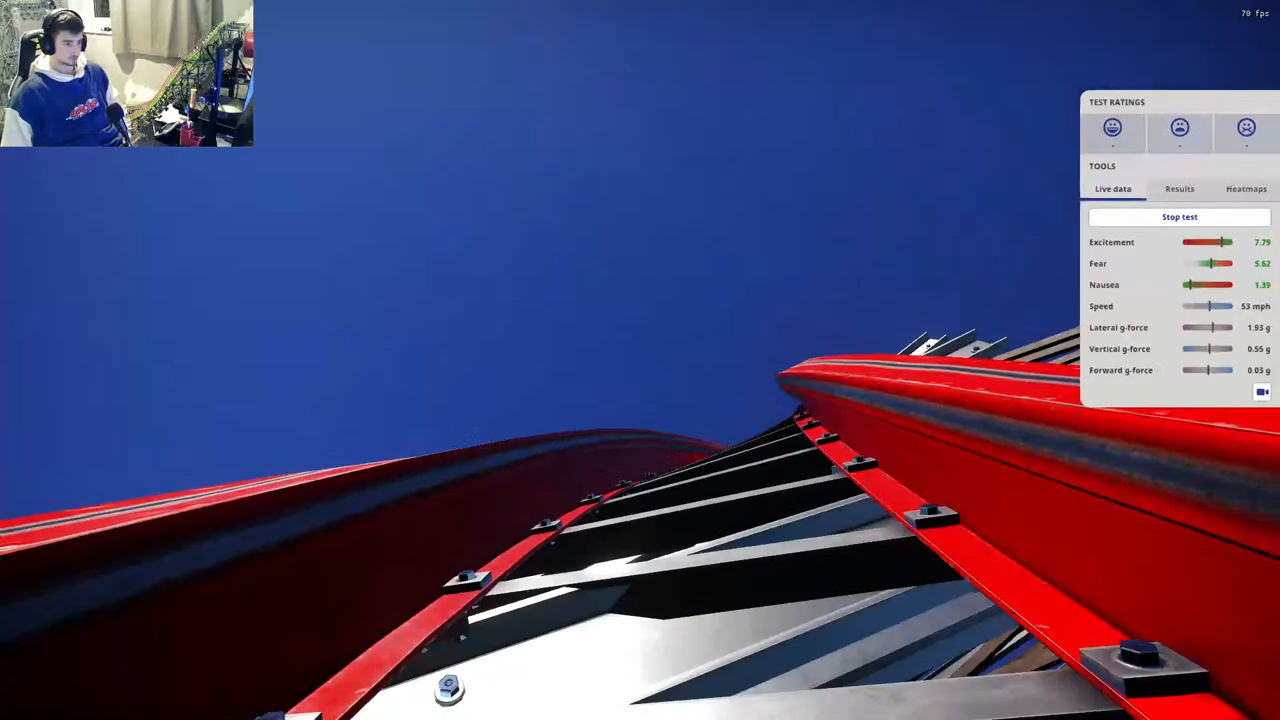 70 fps
TEST RATINGS
- - -
TOOLS
Live data Results Heatmaps
Stop test
Excitement 7.79
Fear 5.62
Nausea 1.39
Speed 53 mph
Lateral g-force 1.93 g
Vertical g-force 0.55 g
Forward g-force 0.03 g